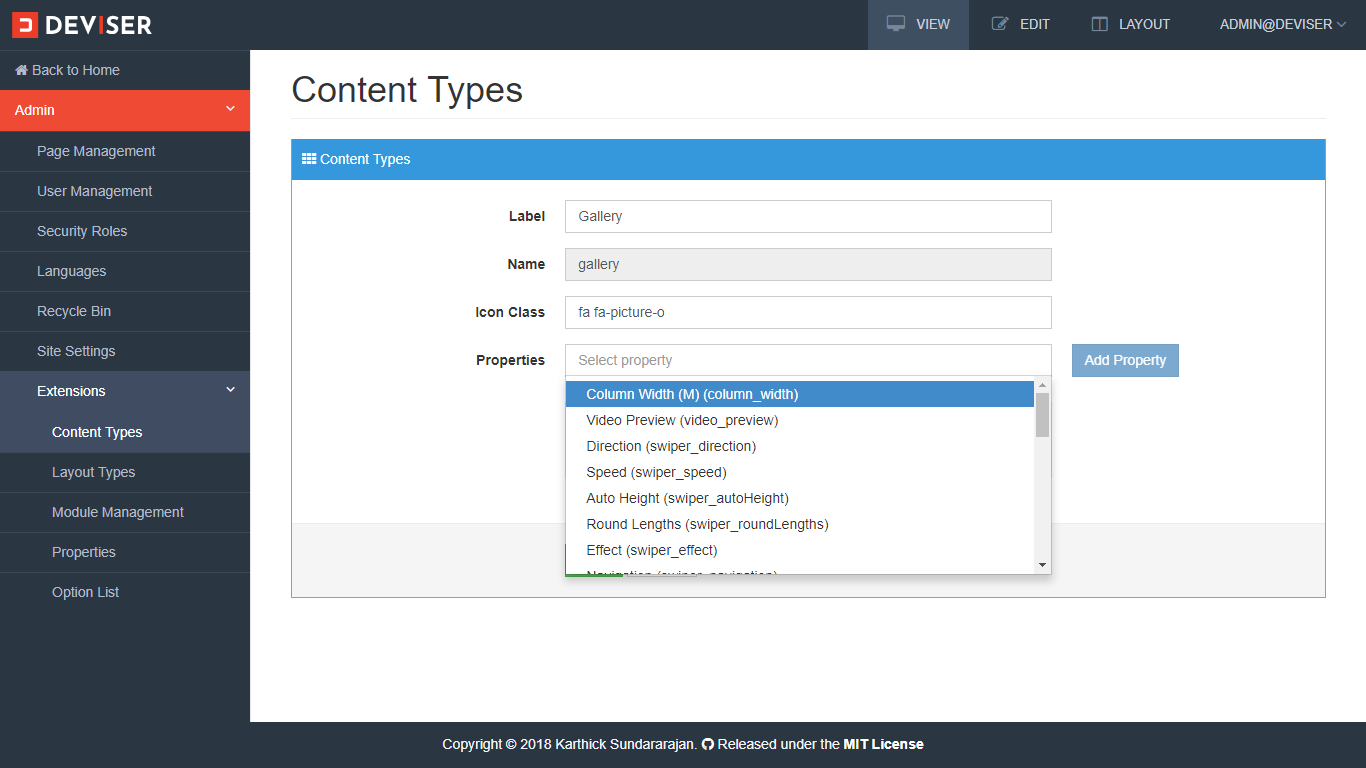 DEVISER
VIEW
EDIT
LAYOUT
ADMIN@DEVISER
Back to Home
Admin
Page Management
User Management
Security Roles
Languages
Recycle Bin
Site Settings
Extensions
Content Types
Layout Types
Module Management
Properties
Option List
Content Types
Content Types
Label
Gallery
Name
gallery
Icon Class
fa fa-picture-o
Properties
Select property
Add Property
Column Width (M) (column_width)
Video Preview (video_preview)
Direction (swiper_direction)
Speed (swiper_speed)
Auto Height (swiper_autoHeight)
Round Lengths (swiper_roundLengths)
Effect (swiper_effect)
Navigation (swiper_navigation)
Copyright © 2018 Karthick Sundararajan. Released under the MIT License